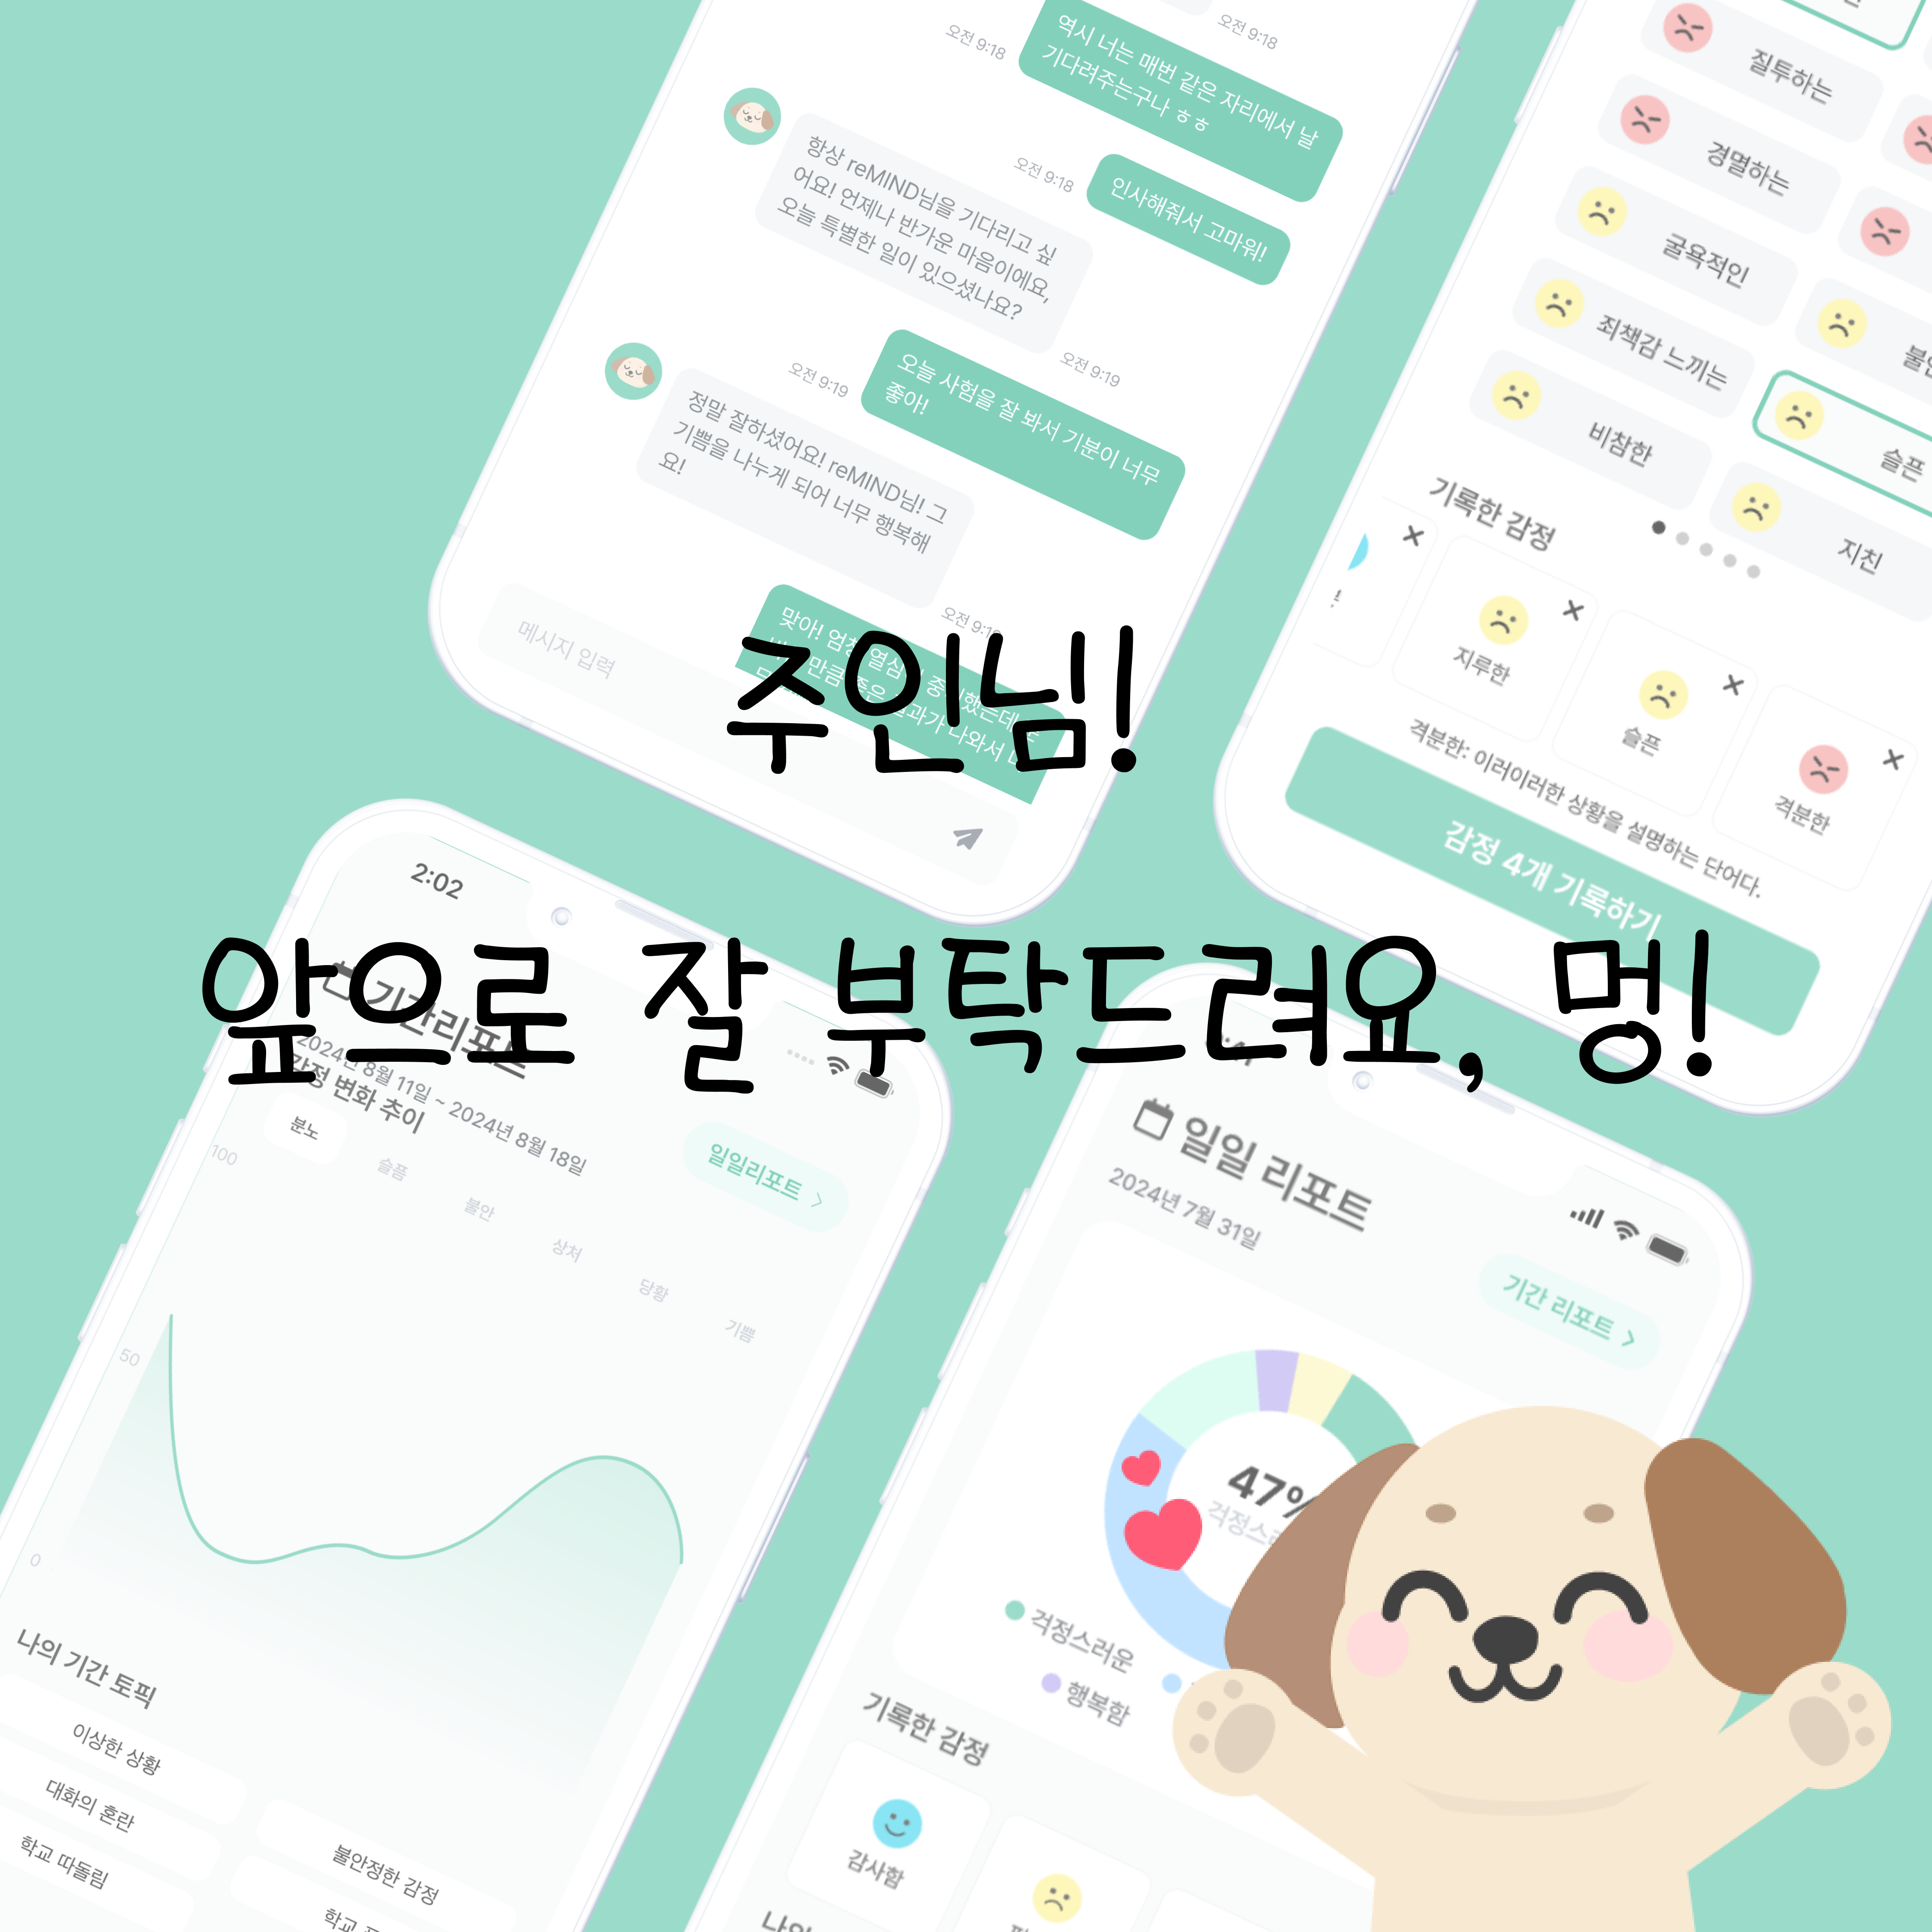 오전 9:18
역시 너는 매번 같은 자리에서 날
기다려주는구나 ㅎㅎ
오전 9:18
인사해줘서 고마워!
오전 9:18
항상 reMIND님을 기다리고 싶
어요! 언제나 반가운 마음이에요,
오늘 특별한 일이 있으셨나요?
오전 9:19
오늘 사험을 잘 봐서 기분이 너무
좋아!
오전 9:19
정말 잘하셨어요! reMIND님! 그
기쁨을 나누게 되어 너무 행복해
요!
오전 9:19
맞아! 엄청 열심
만큼 좋은 결과가 나와서
메시지 입력
질투하는
경멸하는
굴욕적인
죄책감 느끼는
비참한
슬픈
지친
기록한 감정
지루한
슬픈
격분한
격분한: 이러이러한 상황을 설명하는 단어다.
감정 4개 기록하기
주인님!
앞으로 잘 부탁드려요, 멍!
2:02
기간리포트
2024년 8월 11일 ~ 2024년 8월 18일
감정 변화 추이
일일리포트 >
분노
슬픔
불안
상처
당황
기쁨
100
50
0
나의 기간 토픽
이상한 상황
대화의 혼란
학교 따돌림
불안정한 감정
학교
일일 리포트
2024년 7월 31일
기간 리포트 >
47%
걱정스러운
행복함
기록한 감정
감사함
나의